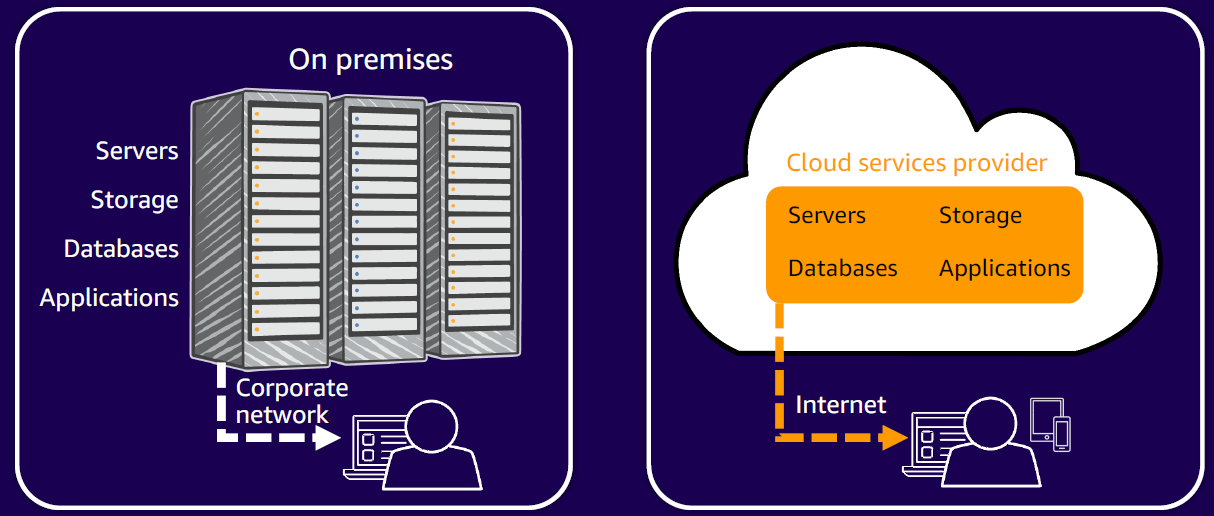 On premises
Servers
Storage
Databases
Applications
Corporate
network
Cloud services provider
Servers Storage
Databases Applications
Internet